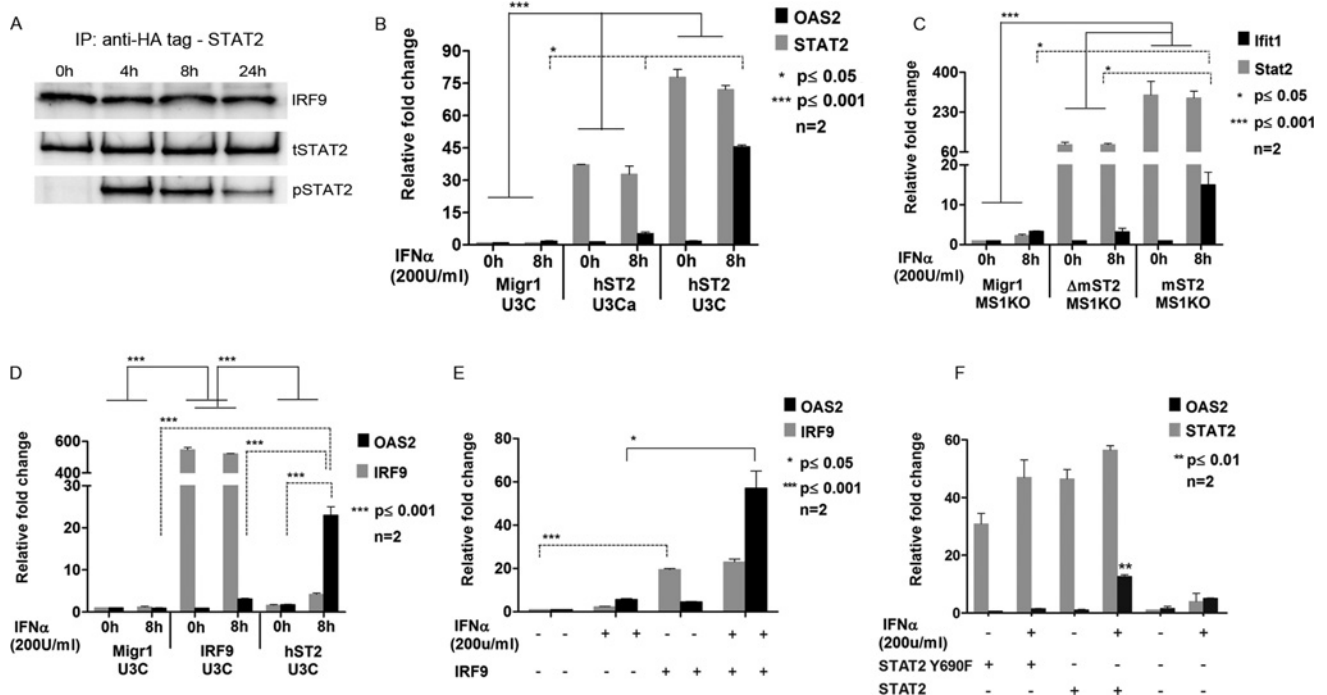 A
IP: anti-HA tag - STAT2
0h 4h 8h 24h
IRF9
tSTAT2
pSTAT2
B
***
*
OAS2
STAT2
* p≤ 0.05
*** p≤ 0.001
n=2
Relative fold change
90
75
60
45
30
15
0
IFNα
(200U/ml)
0h 8h 0h 8h 0h 8h
Migr1 hST2 hST2
U3C U3Ca U3C
C
***
*
*
Ifit1
Stat2
* p≤ 0.05
*** p≤ 0.001
n=2
Relative fold change
400
230
60
20
10
0
IFNα
(200U/ml)
0h 8h 0h 8h 0h 8h
Migr1 ΔmST2 mST2
MS1KO MS1KO MS1KO
D
*** ***
***
***
***
OAS2
IRF9
*** p≤ 0.001
n=2
Relative fold change
600
400
30
20
10
0
IFNα
(200U/ml)
0h 8h 0h 8h 0h 8h
Migr1 IRF9 hST2
U3C U3C U3C
E
*
***
OAS2
IRF9
* p≤ 0.05
*** p≤ 0.001
n=2
Relative fold change
80
60
40
20
0
IFNα
(200u/ml)
- - + + - - + +
IRF9 - - - - + + + +
F
**
OAS2
STAT2
** p≤ 0.01
n=2
Relative fold change
60
40
20
0
IFNα
(200u/ml)
- + - + - +
STAT2 Y690F + + - - - -
STAT2 - - + + - -